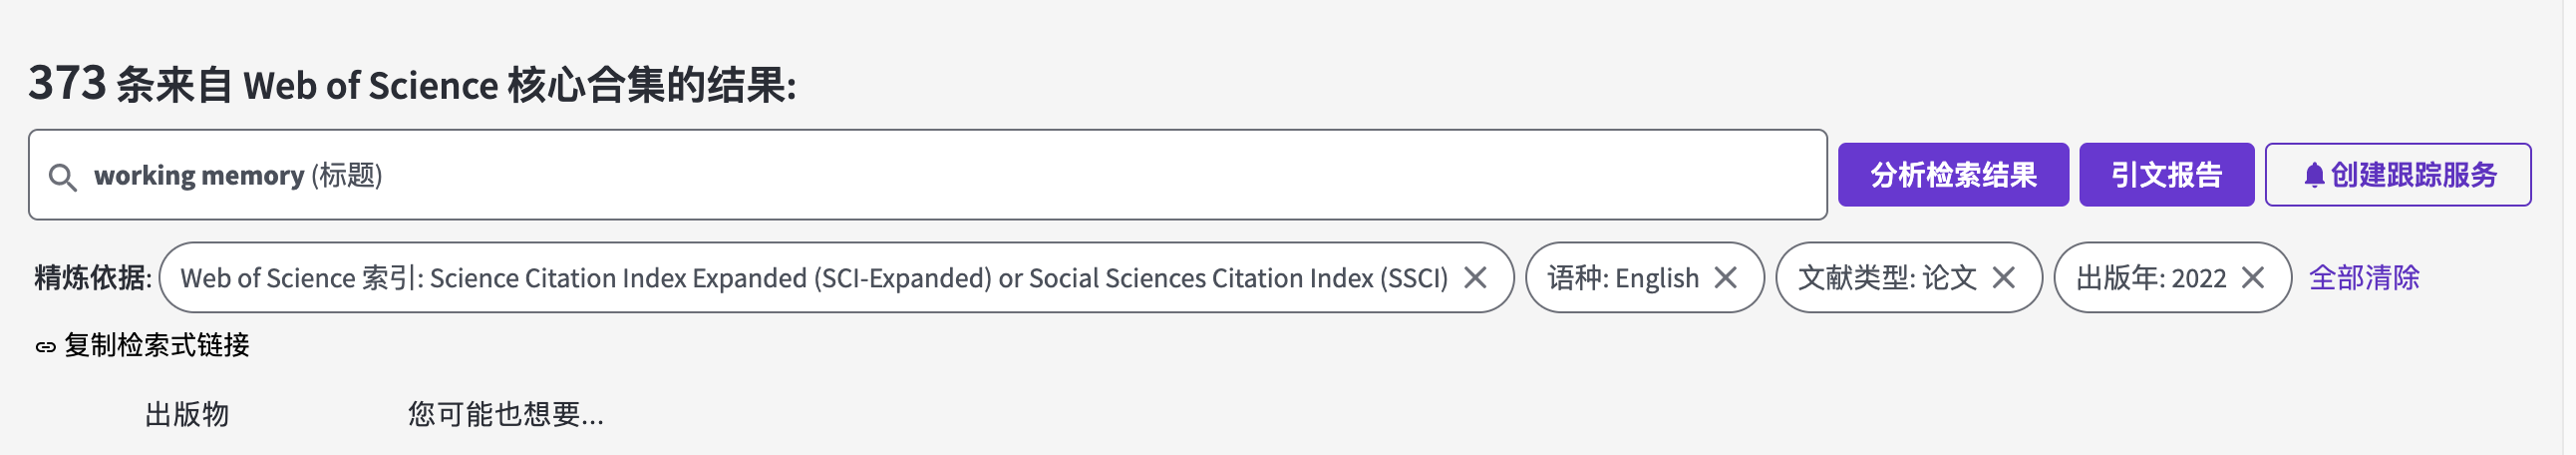 373 条来自 Web of Science 核心合集的结果:
working memory (标题) 分析检索结果 引文报告 创建跟踪服务
精炼依据: Web of Science 索引: Science Citation Index Expanded (SCI-Expanded) or Social Sciences Citation Index (SSCI) 语种: English 文献类型: 论文 出版年: 2022 全部清除
复制检索式链接
出版物 您可能也想要...